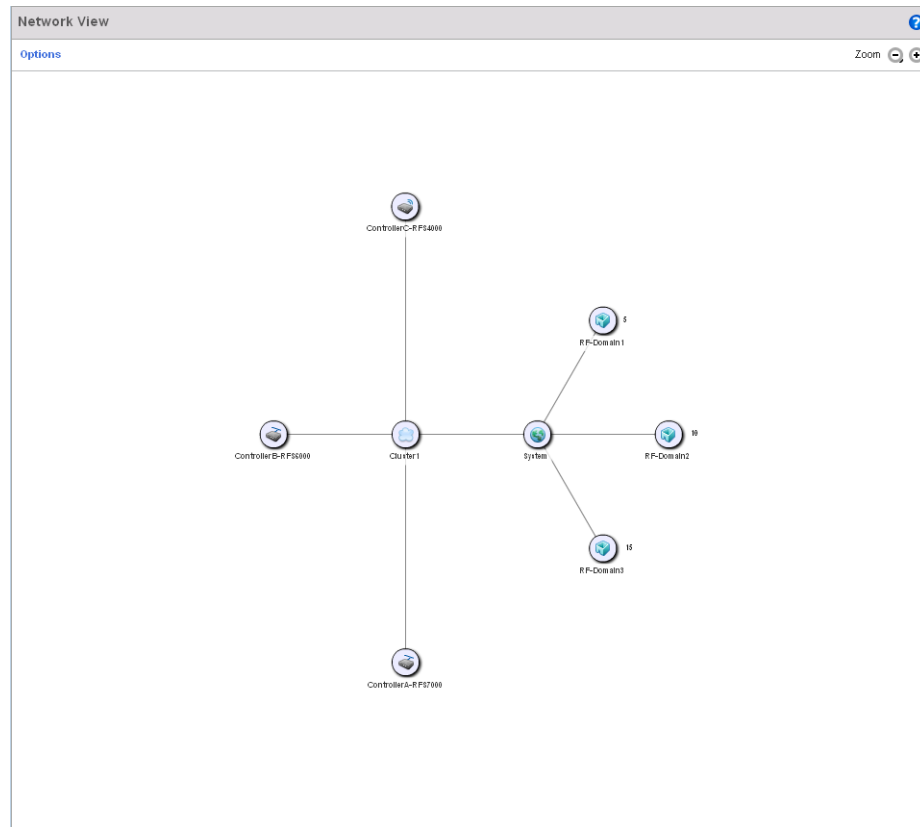 Network View
Options
Zoom
ControllerC-RFS4000
5
RF-Domain1
10
ControllerB-RFS6000
Cluster1
System
RF-Domain2
15
RF-Domain3
ControllerA-RFS7000